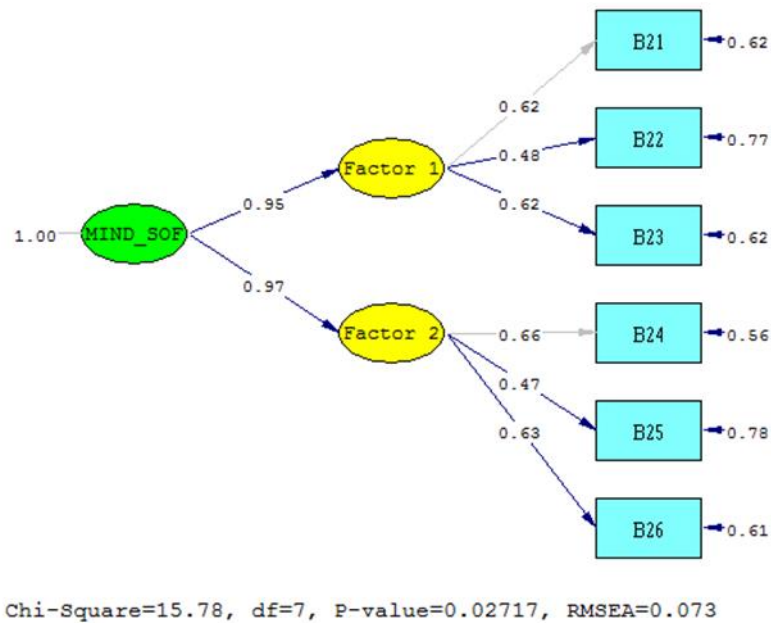 B21
0.62
0.62
B22
0.77
0.48
Factor 1
0.62
B23
0.62
0.95
1.00
MIND_SOF
0.97
B24
0.56
0.66
Factor 2
0.47
B25
0.78
0.63
B26
0.61
Chi-Square=15.78, df=7, P-value=0.02717, RMSEA=0.073